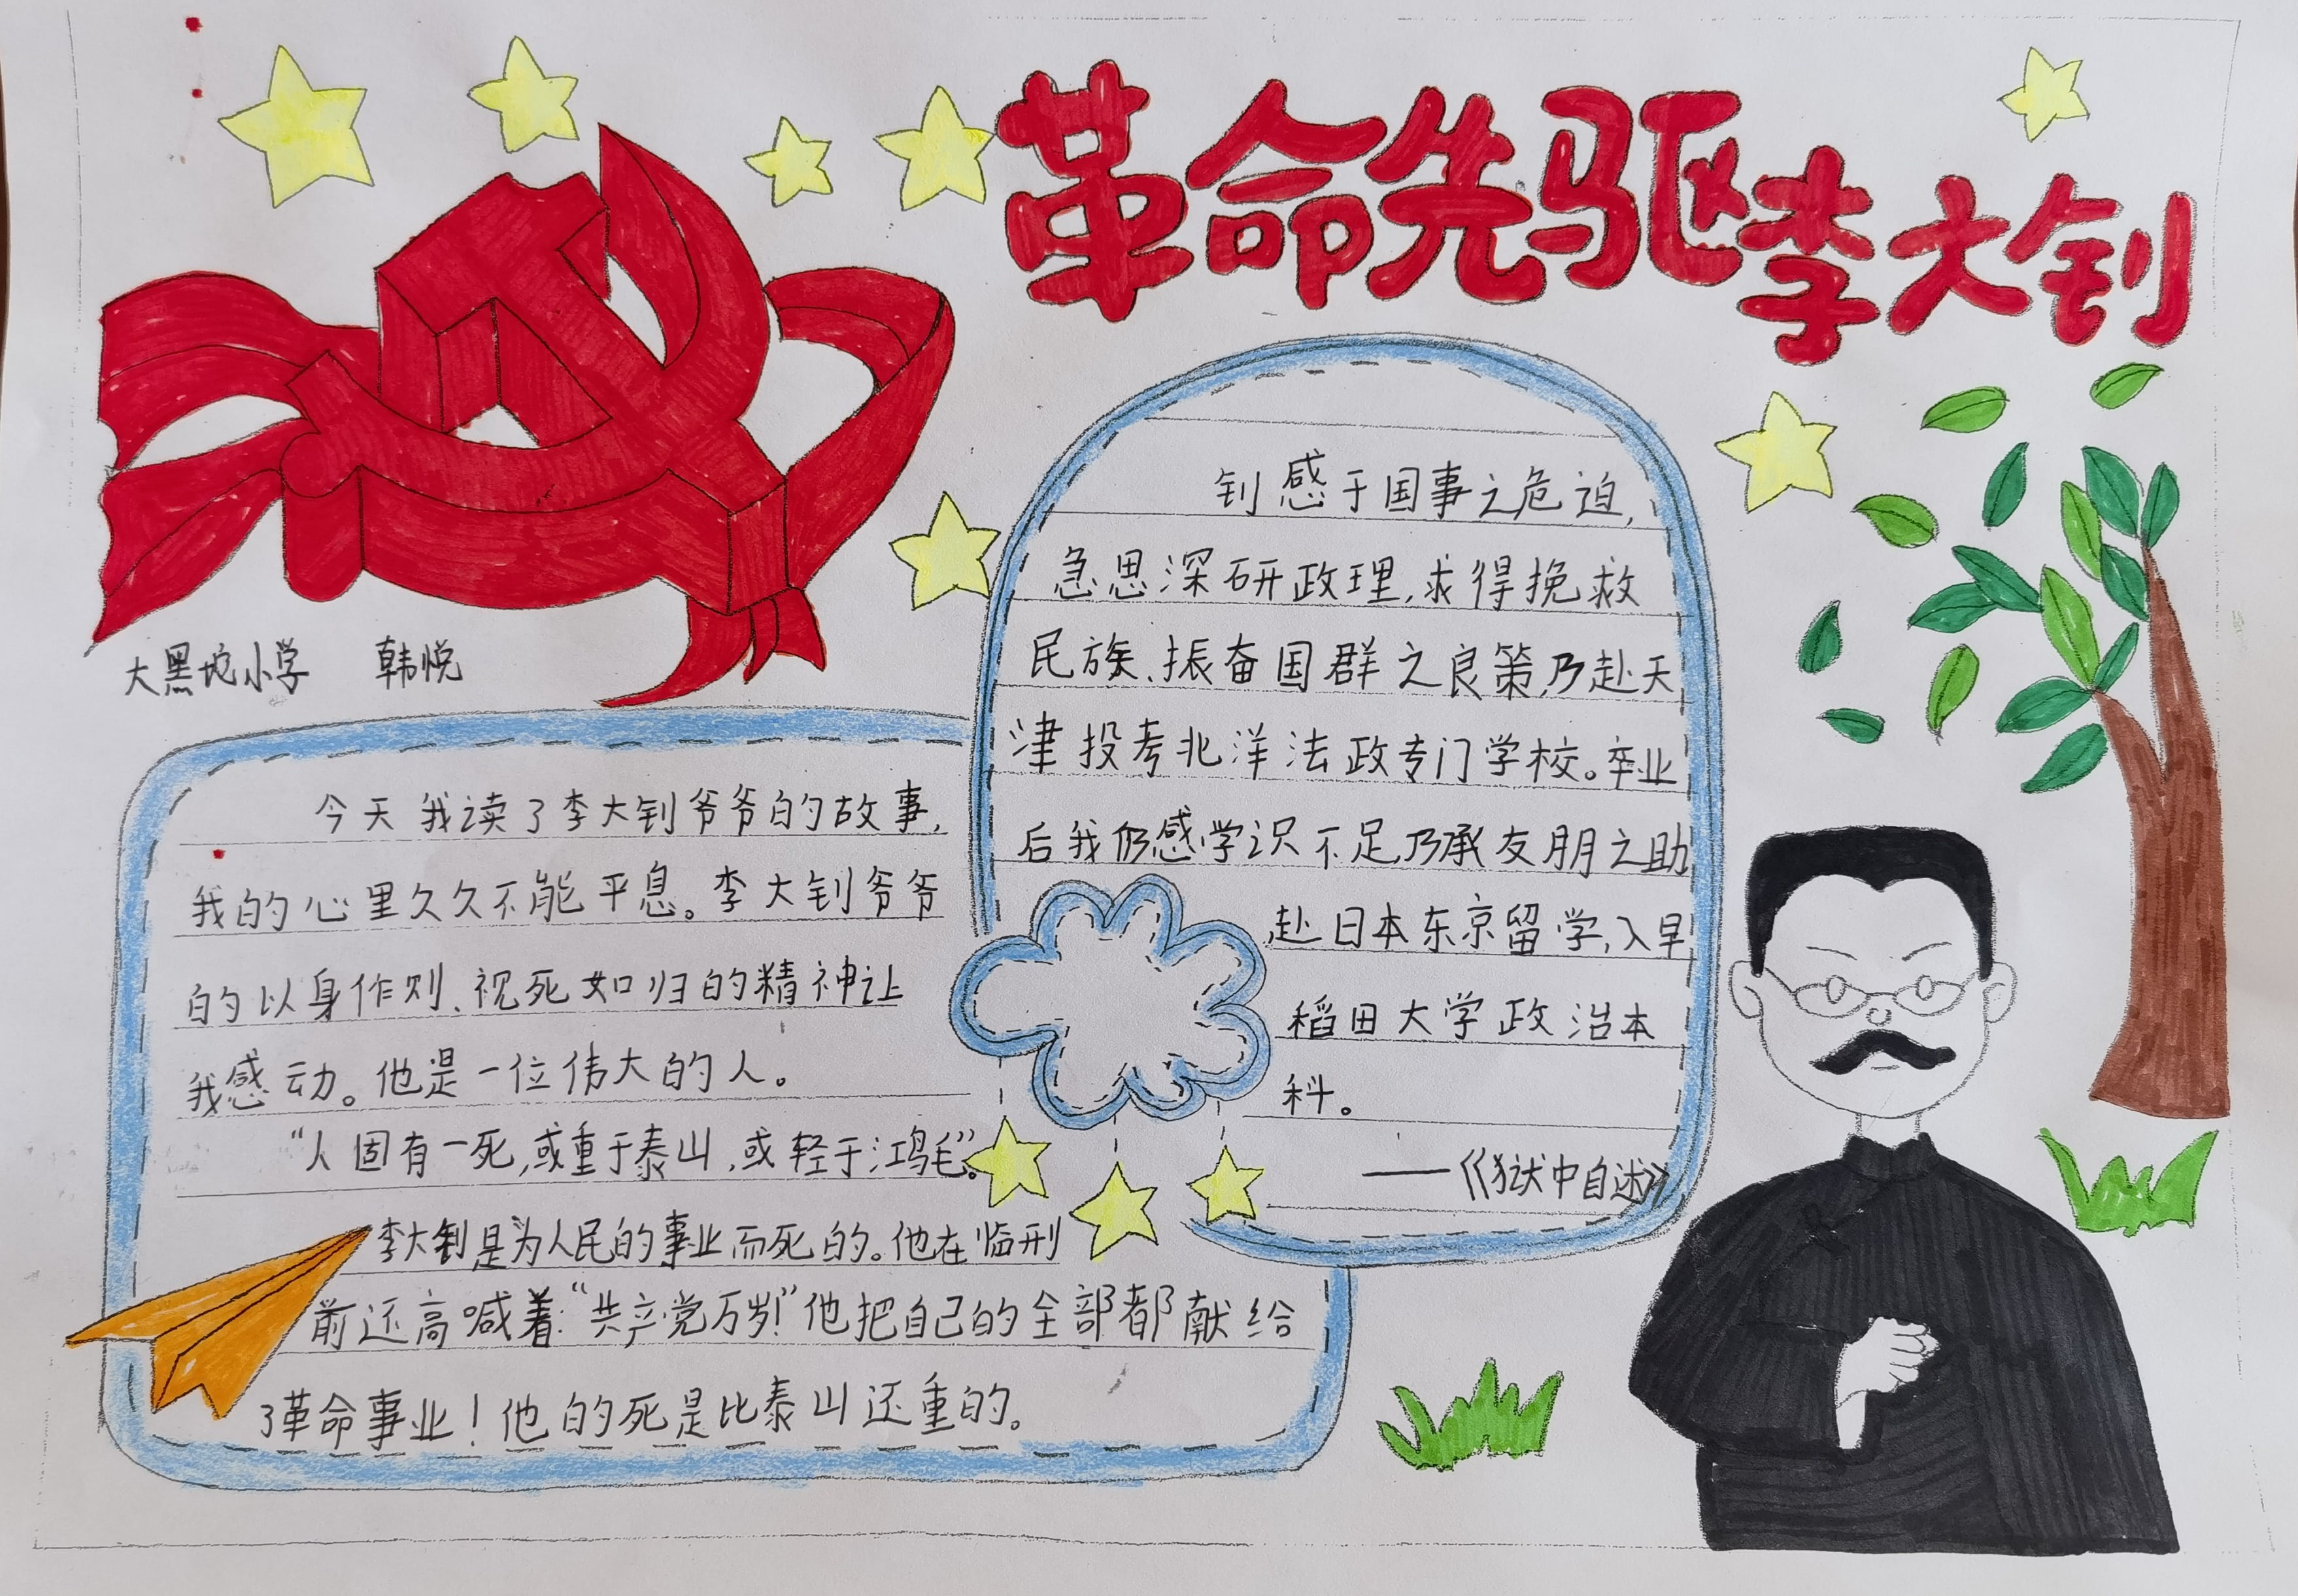 革命先驱李大钊
大黑坨小学 韩悦
今天我读了李大钊爷爷的故事,
我的心里久久不能平息。李大钊爷爷
的以身作则、视死如归的精神让
我感动。他是一位伟大的人。
“人固有一死,或重于泰山,或轻于鸿毛”。
李大钊是为人民的事业而死的。他在临刑
前还高喊着:“共产党万岁!”他把自己的全部都献给
了革命事业!他的死是比泰山还重的。
钊感于国事之危迫,
急思深研政理,求得挽救
民族、振奋国群之良策,乃赴天
津投考北洋法政专门学校。卒业
后我仍感学识不足,乃承友朋之助
,赴日本东京留学,入早
稻田大学政治本
科。
——《狱中自述》